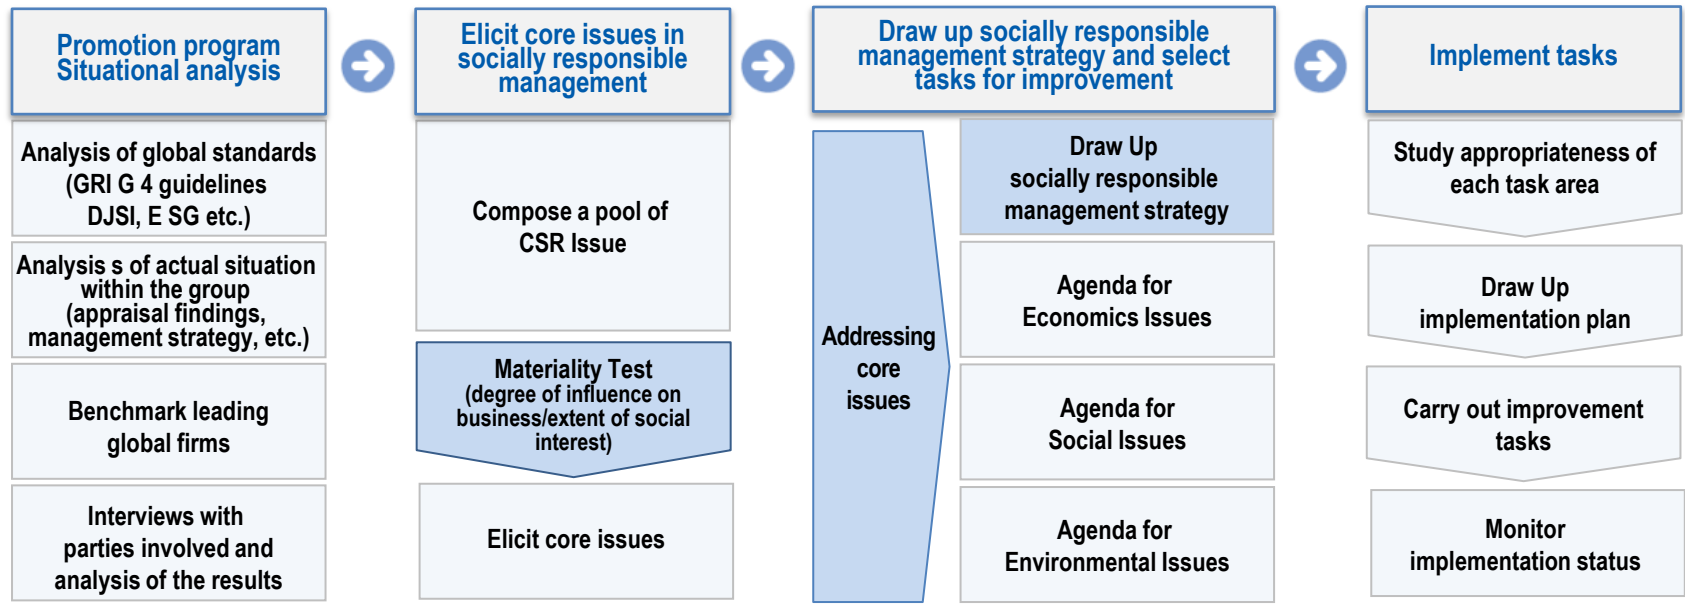 Promotion program
Situational analysis
Analysis of global standards
(GRI G 4 guidelines
DJSI, E SG etc.)
Analysis s of actual situation
within the group
(appraisal findings,
management strategy, etc.)
Benchmark leading
global firms
Interviews with
parties involved and
analysis of the results
Elicit core issues in
socially responsible
management
Compose a pool of
CSR Issue
Materiality Test
(degree of influence on
business/extent of social
interest)
Elicit core issues
Draw up socially responsible
management strategy and select
tasks for improvement
Addressing
core
issues
Draw Up
socially responsible
management strategy
Agenda for
Economics Issues
Agenda for
Social Issues
Agenda for
Environmental Issues
Implement tasks
Study appropriateness of
each task area
Draw Up
implementation plan
Carry out improvement
tasks
Monitor
implementation status